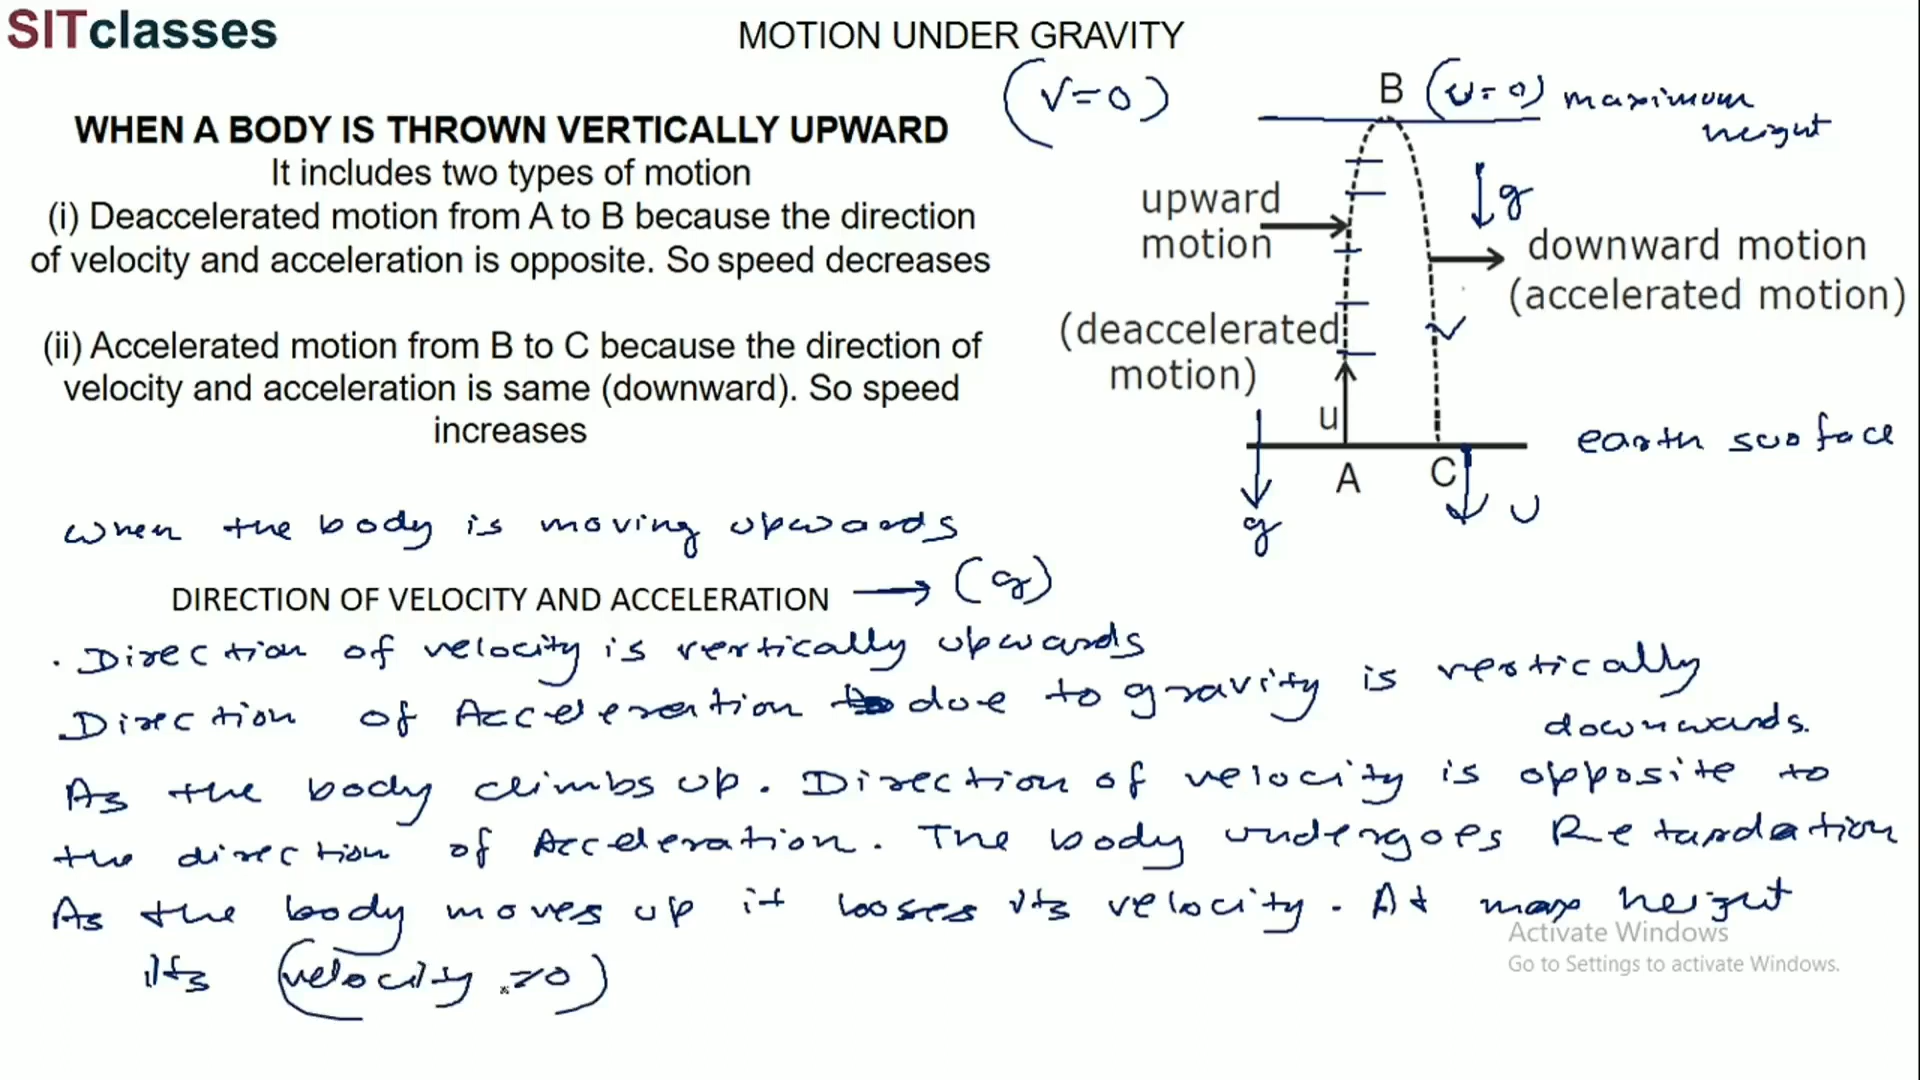 SITclasses
MOTION UNDER GRAVITY
(V=0)
B (u=0) maximum
height
WHEN A BODY IS THROWN VERTICALLY UPWARD
It includes two types of motion
(i) Deaccelerated motion from A to B because the direction
of velocity and acceleration is opposite. So speed decreases
(ii) Accelerated motion from B to C because the direction of
velocity and acceleration is same (downward). So speed
increases
upward
motion
g
downward motion
(accelerated motion)
(deaccelerated
motion)
u
A
C
earth surface
g
U
when the body is moving upwards
DIRECTION OF VELOCITY AND ACCELERATION → (g)
. Direction of velocity is vertically upwards
Direction of Acceleration due to gravity is vertically
downwards.
As the body climbs up. Direction of velocity is opposite to
the direction of Acceleration. The body undergoes Retardation
As the body moves up it looses its velocity. At max height
its (velocity =0)
Activate Windows
Go to Settings to activate Windows.